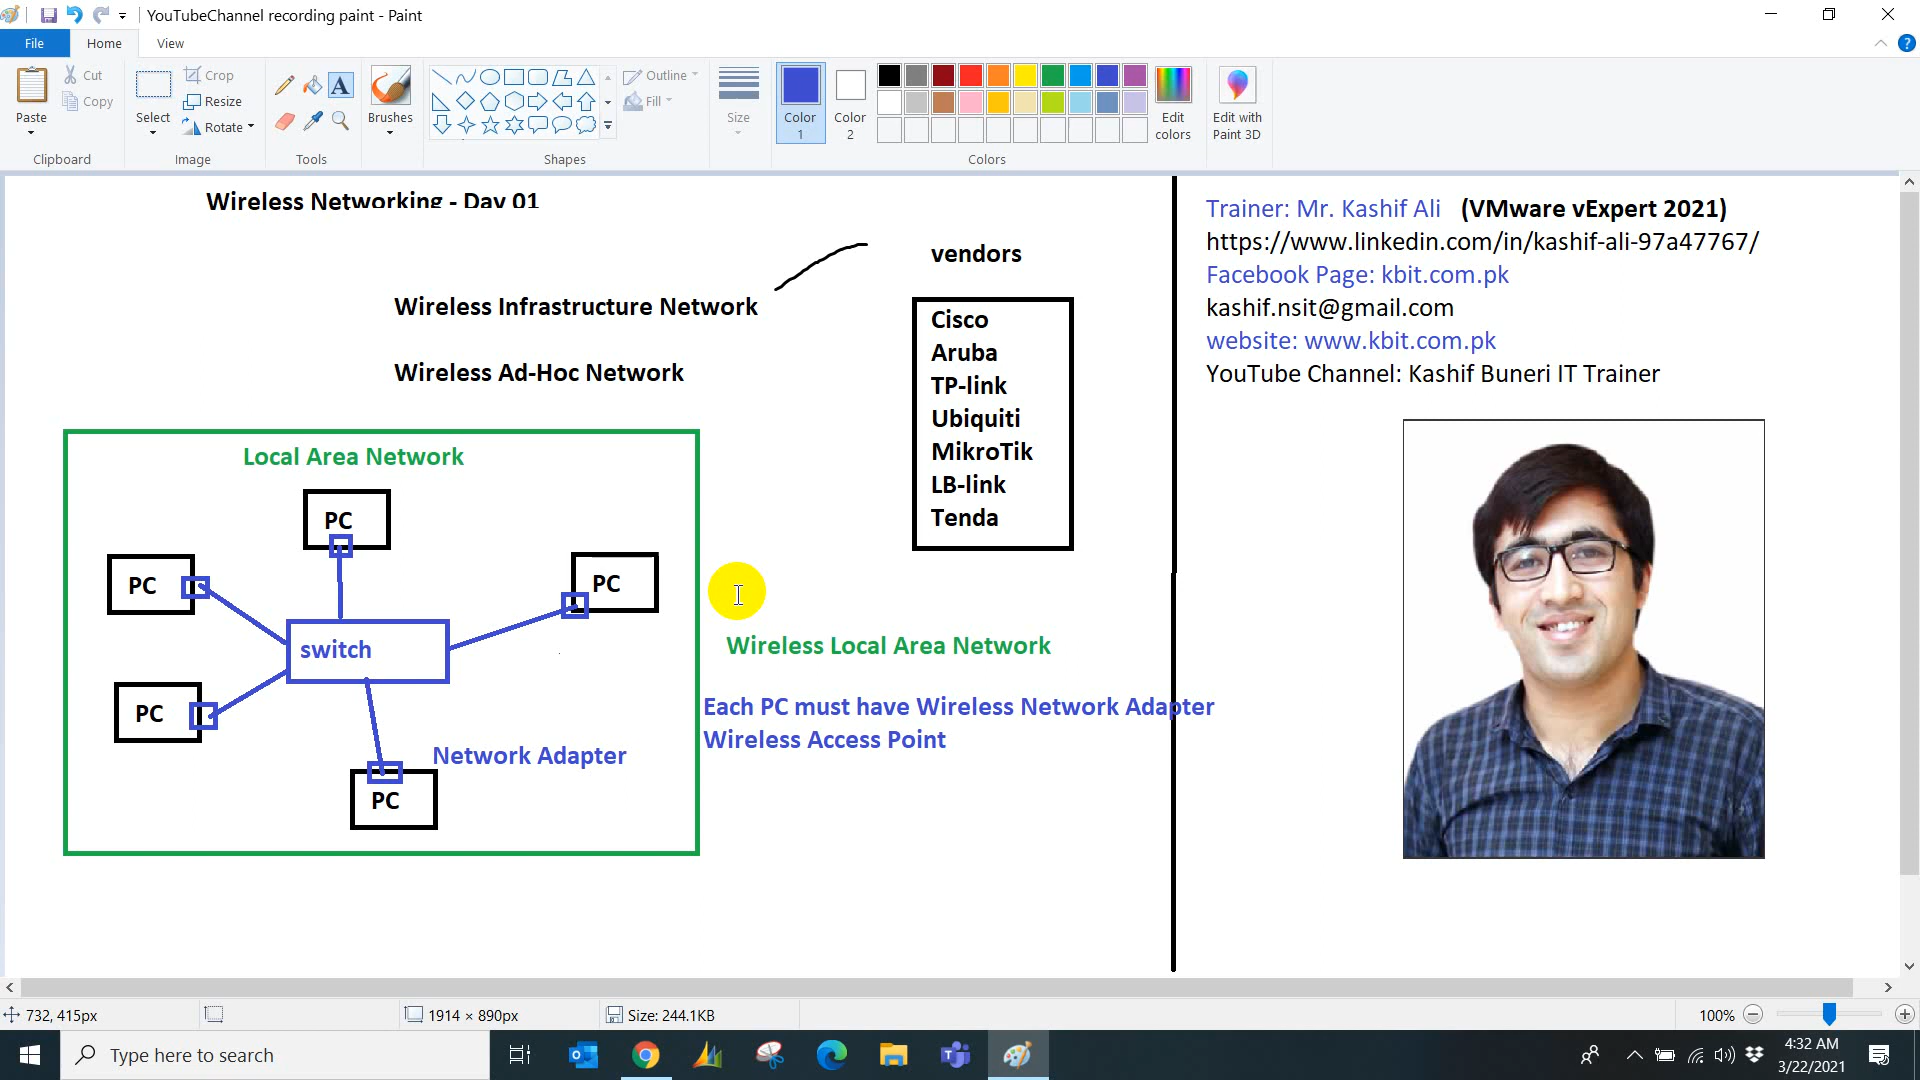 YouTubeChannel recording paint - Paint
File
Home
View
Paste
Cut
Copy
Clipboard
Select
Crop
Resize
Rotate
Image
Tools
Brushes
Outline
Fill
Shapes
Size
Color 1
Color 2
Colors
Edit colors
Edit with Paint 3D
Wireless Networking - Day 01
Wireless Infrastructure Network
Wireless Ad-Hoc Network
vendors
Cisco
Aruba
TP-link
Ubiquiti
MikroTik
LB-link
Tenda
Local Area Network
PC
PC
PC
switch
PC
Network Adapter
PC
Wireless Local Area Network
Each PC must have Wireless Network Adapter
Wireless Access Point
Trainer: Mr. Kashif Ali (VMware vExpert 2021)
https://www.linkedin.com/in/kashif-ali-97a47767/
Facebook Page: kbit.com.pk
kashif.nsit@gmail.com
website: www.kbit.com.pk
YouTube Channel: Kashif Buneri IT Trainer
732, 415px
1914 × 890px
Size: 244.1KB
100%
Type here to search
4:32 AM
3/22/2021